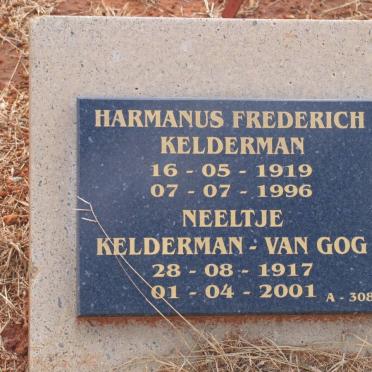 HARMANUS FREDERICH
KELDERMAN
16 - 05 - 1919
07 - 07 - 1996
NEELTJE
KELDERMAN - VAN GOG
28 - 08 - 1917
01 - 04 - 2001 A - 308